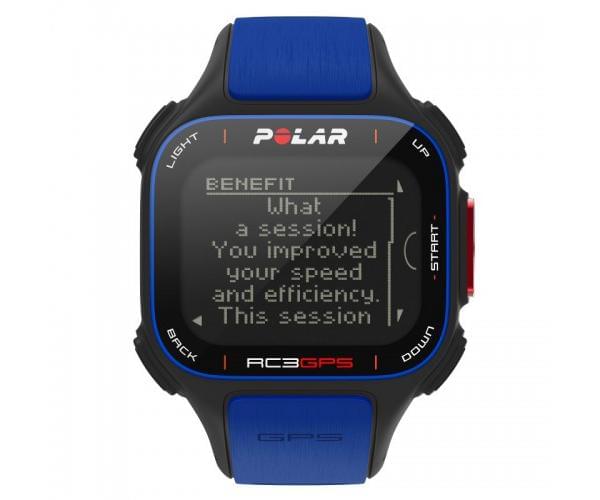 POLAR
LIGHT
UP
BENEFIT
What
a session!
You improved
your speed
and efficiency.
This session
START
BACK
DOWN
RC3GPS
GPS